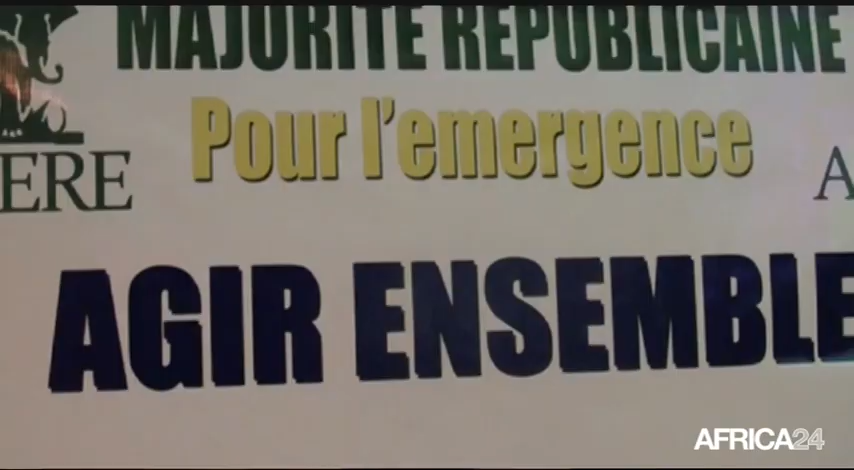 MAJORITE REPUBLICAINE
Pour l'emergence
ERE
A
AGIR ENSEMBLE
AFRICA24